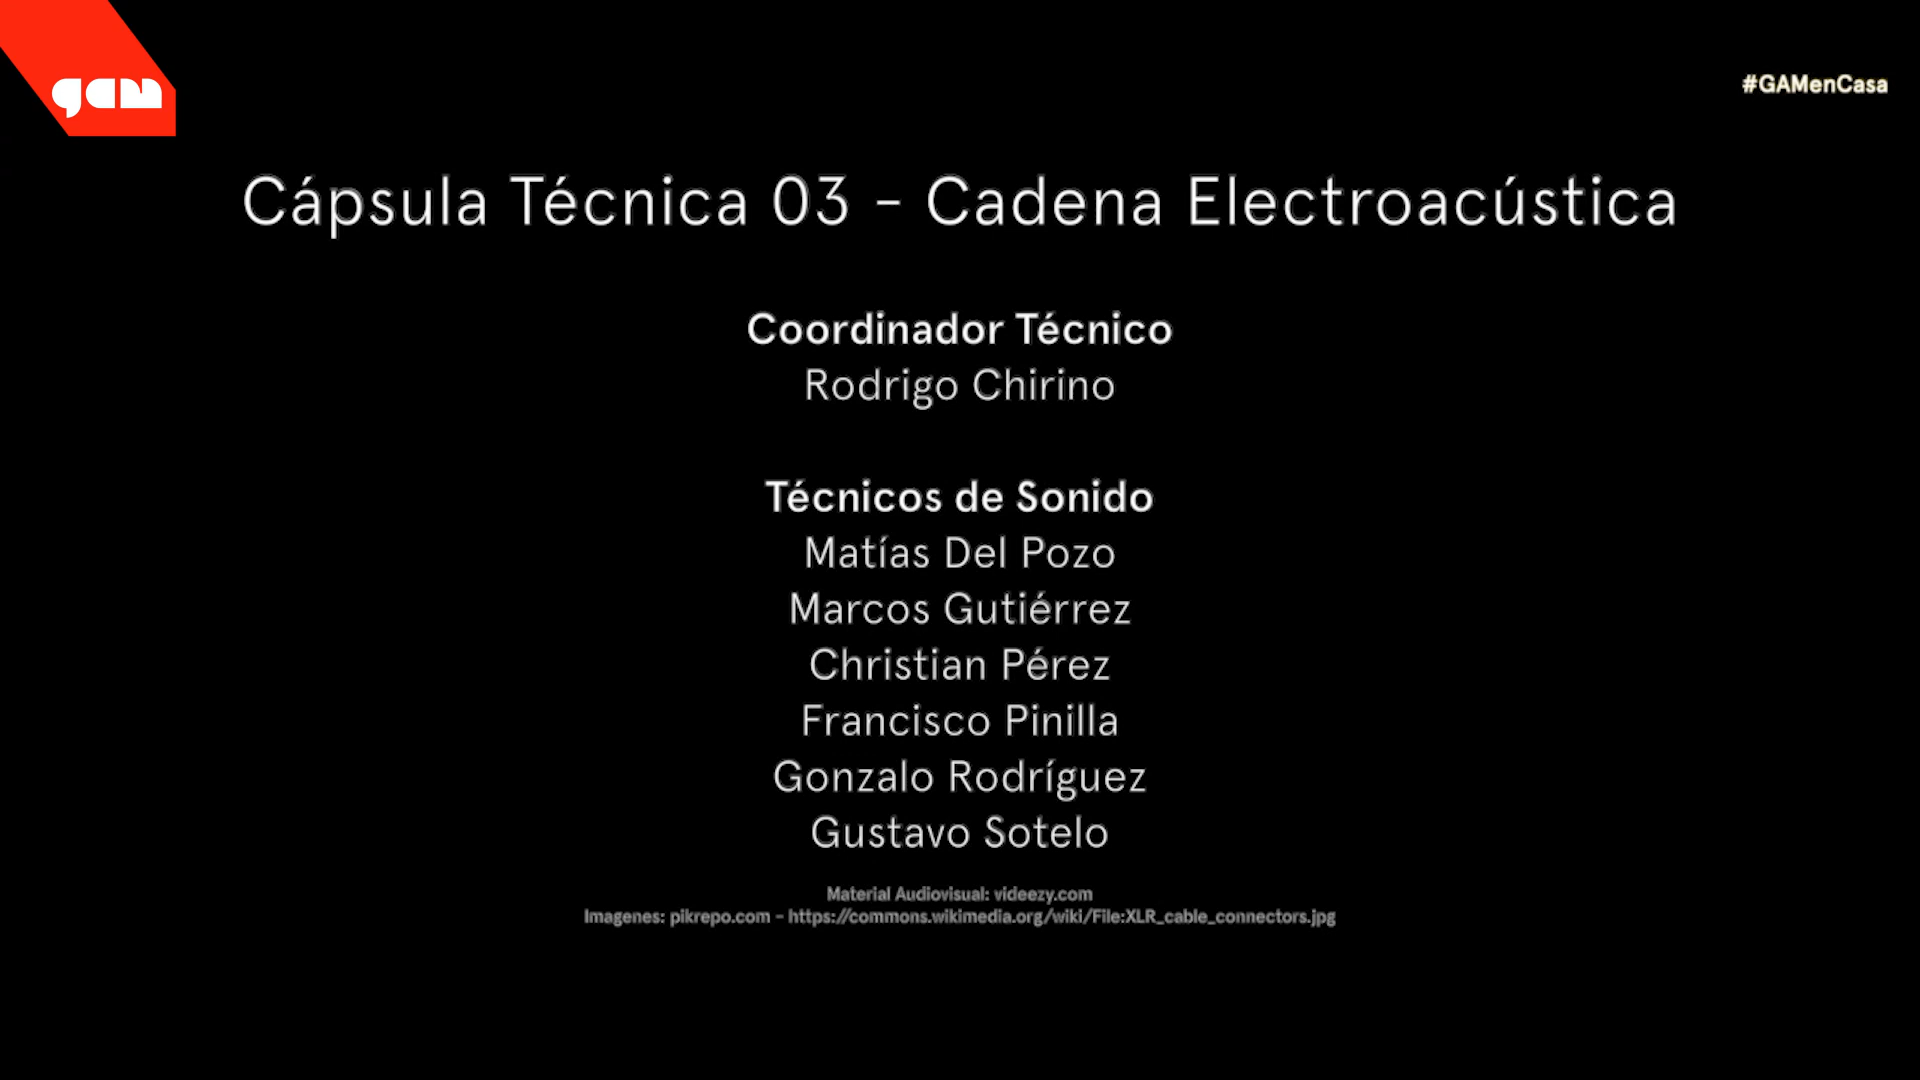 gam
#GAMenCasa
Cápsula Técnica 03 - Cadena Electroacústica
Coordinador Técnico
Rodrigo Chirino
Técnicos de Sonido
Matías Del Pozo
Marcos Gutiérrez
Christian Pérez
Francisco Pinilla
Gonzalo Rodríguez
Gustavo Sotelo
Material Audiovisual: videezy.com
Imagenes: pikrepo.com - https://commons.wikimedia.org/wiki/File:XLR_cable_connectors.jpg